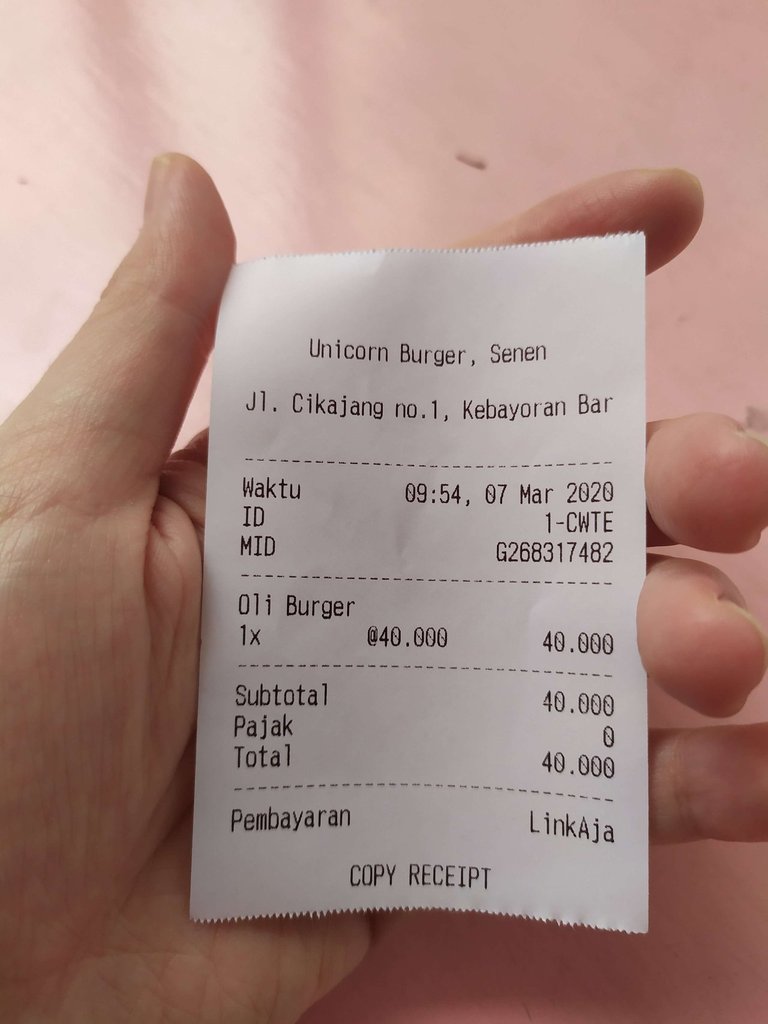 Unicorn Burger, Senen
Jl. Cikajang no.1, Kebayoran Bar
Waktu 09:54, 07 Mar 2020
ID 1-CWTE
MID G268317482
Oli Burger
1x @40.000 40.000
Subtotal 40.000
Pajak 0
Total 40.000
Pembayaran LinkAja
COPY RECEIPT